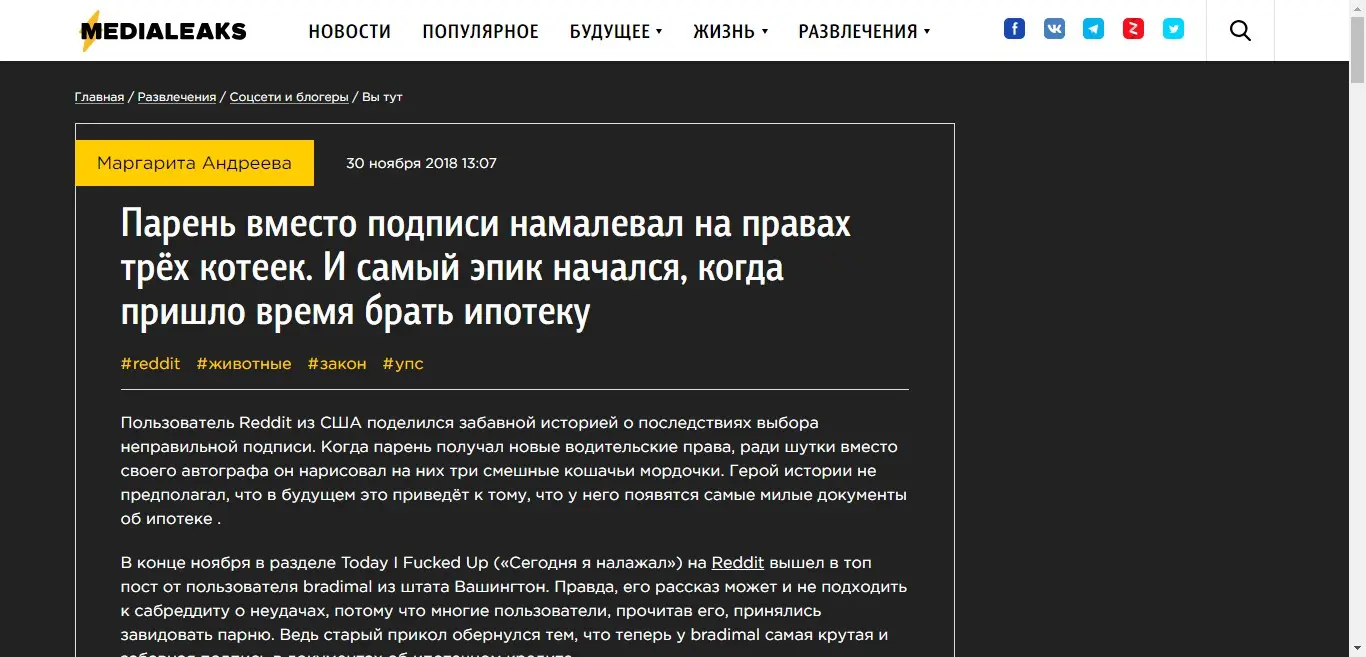 MEDIALEAKS
НОВОСТИ ПОПУЛЯРНОЕ БУДУЩЕЕ ЖИЗНЬ РАЗВЛЕЧЕНИЯ
Главная / Развлечения / Соцсети и блогеры / Вы тут
Маргарита Андреева 30 ноября 2018 13:07
Парень вместо подписи намалевал на правах
трёх котеек. И самый эпик начался, когда
пришло время брать ипотеку
#reddit #животные #закон #упс
Пользователь Reddit из США поделился забавной историей о последствиях выбора
неправильной подписи. Когда парень получал новые водительские права, ради шутки вместо
своего автографа он нарисовал на них три смешные кошачьи мордочки. Герой истории не
предполагал, что в будущем это приведёт к тому, что у него появятся самые милые документы
об ипотеке .
В конце ноября в разделе Today I Fucked Up («Сегодня я налажал») на Reddit вышел в топ
пост от пользователя bradimal из штата Вашингтон. Правда, его рассказ может и не подходить
к сабреддиту о неудачах, потому что многие пользователи, прочитав его, принялись
завидовать парню. Ведь старый прикол обернулся тем, что теперь у bradimal самая крутая и